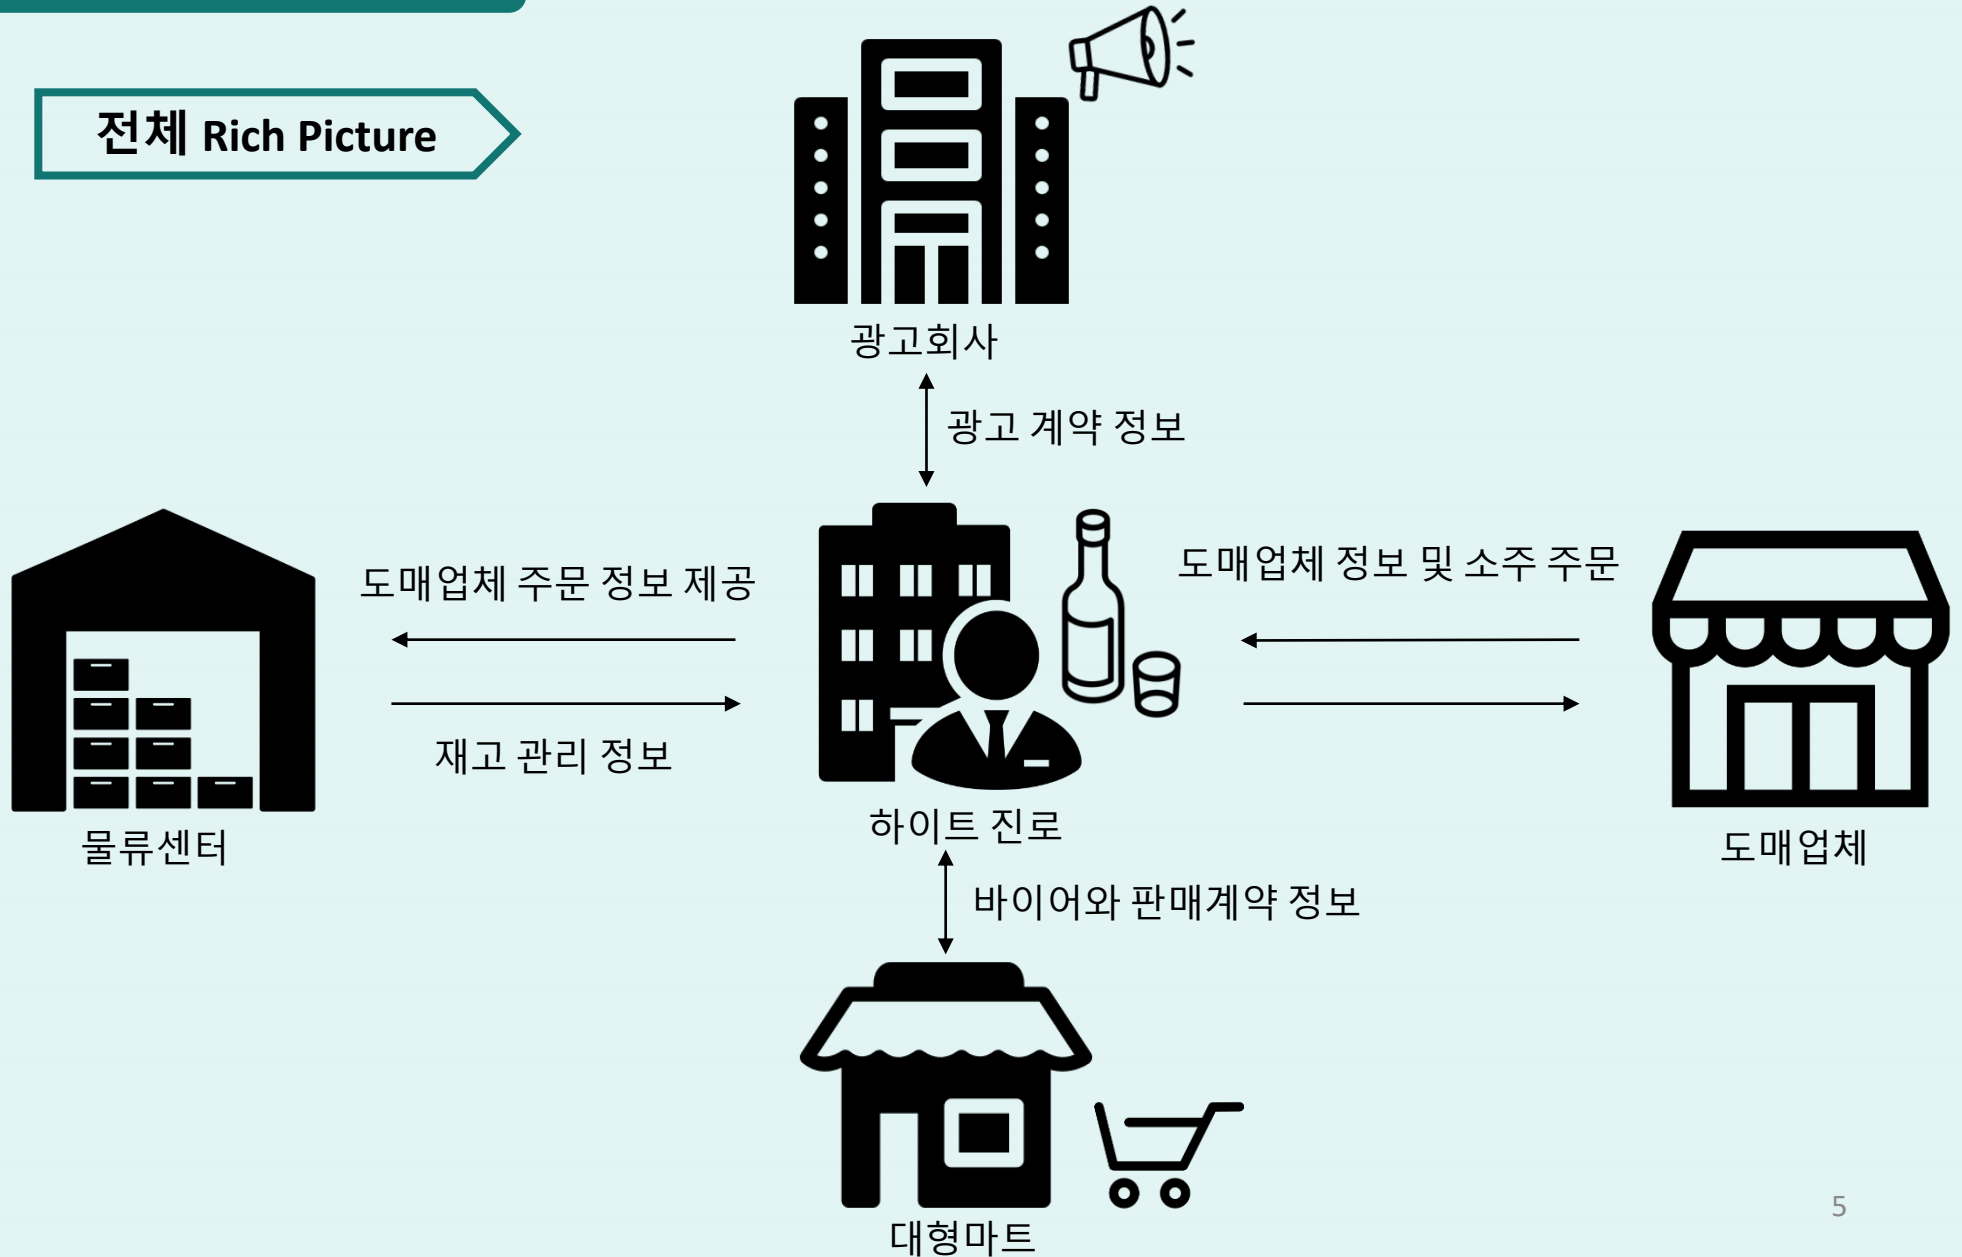 전체 Rich Picture
광고회사
광고 계약 정보
도매업체 주문 정보 제공
도매업체 정보 및 소주 주문
재고 관리 정보
하이트 진로
물류센터
도매업체
바이어와 판매계약 정보
대형마트
5